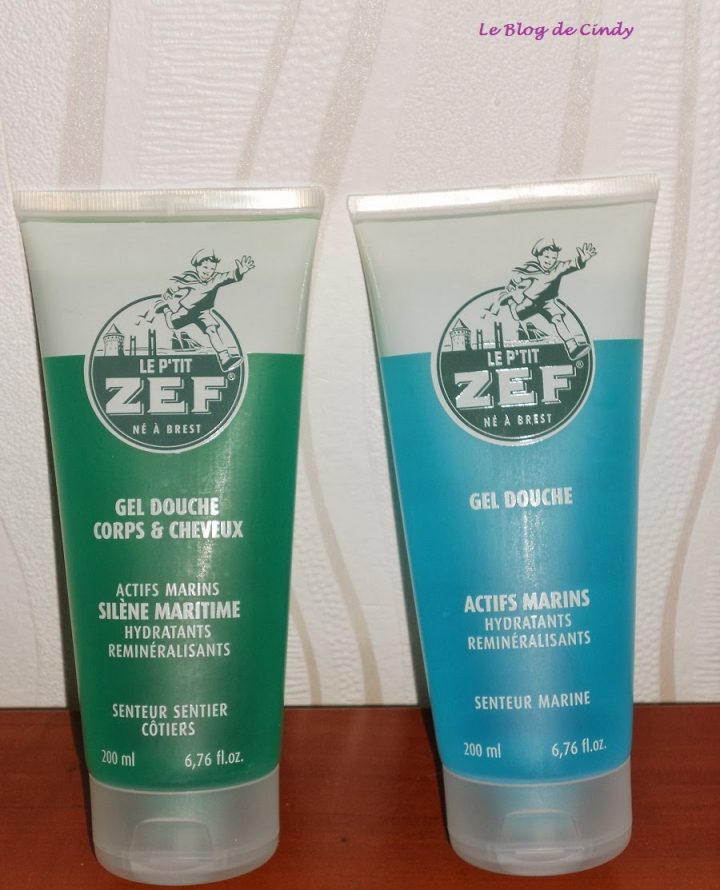 Le Blog de Cindy
LE P'TIT
ZEF®
NÉ À BREST
GEL DOUCHE
CORPS & CHEVEUX
ACTIFS MARINS
SILÈNE MARITIME
HYDRATANTS
REMINÉRALISANTS
SENTEUR SENTIER
CÔTIERS
200 ml 6,76 fl.oz.
LE P'TIT
ZEF®
NÉ À BREST
GEL DOUCHE
ACTIFS MARINS
HYDRATANTS
REMINÉRALISANTS
SENTEUR MARINE
200 ml 6,76 fl.oz.